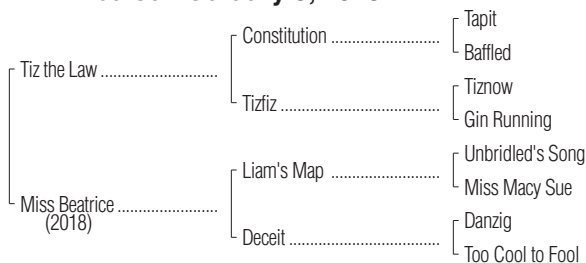 Constitution ................................... Tapit
Baffled
Tiz the Law ...........................
Tizfiz ..................................... Tiznow
Gin Running
Liam's Map ......................... Unbridled's Song
Miss Macy Sue
Miss Beatrice .......................
(2018)
Deceit ................................... Danzig
Too Cool to Fool